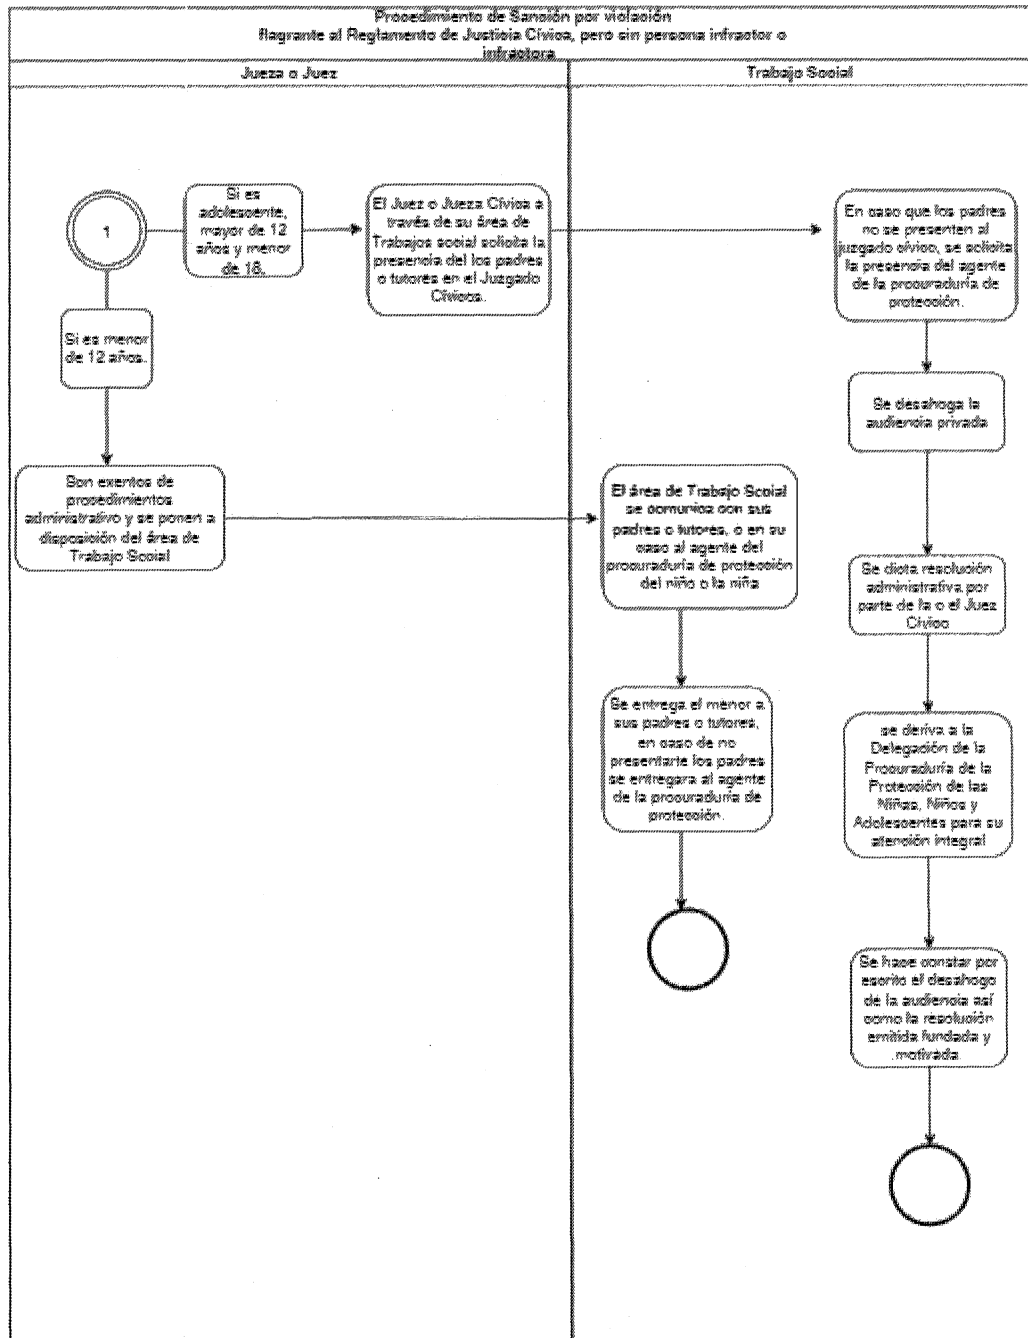 Procedimiento de Sanción por violación
flagrante al Reglamento de Justicia Cívica, pero sin persona infractor o
infractora
Jueza o Juez
Trabajo Social
1
Si es
adolescente,
mayor de 12
años y menor
de 18.
El Juez o Jueza Cívica a
través de su área de
Trabajos social solicita la
presencia del los padres
o tutores en el Juzgado
Cívicos.
En caso que los padres
no se presenten al
juzgado cívico, se solicita
la presencia del agente
de la procuraduría de
protección.
Si es menor
de 12 años.
Se desahoga la
audiencia privada
Son exentos de
procedimientos
administrativo y se ponen a
disposición del área de
Trabajo Social
El área de Trabajo Scoial
se comunica con sus
padres o tutores, o en su
caso al agente del
procuraduría de protección
del niño o la niña
Se dicta resolución
administrativa por
parte de la o el Juez
Cívico
Se entrega el menor a
sus padres o tutores,
en caso de no
presentarte los padres
se entregara al agente
de la procuraduría de
protección.
se deriva a la
Delegación de la
Procuraduría de la
Protección de las
Niñas, Niños y
Adolescentes para su
atención integral
Se hace constar por
escrito el desahogo
de la audiencia así
como la resolución
emitida fundada y
motivada.